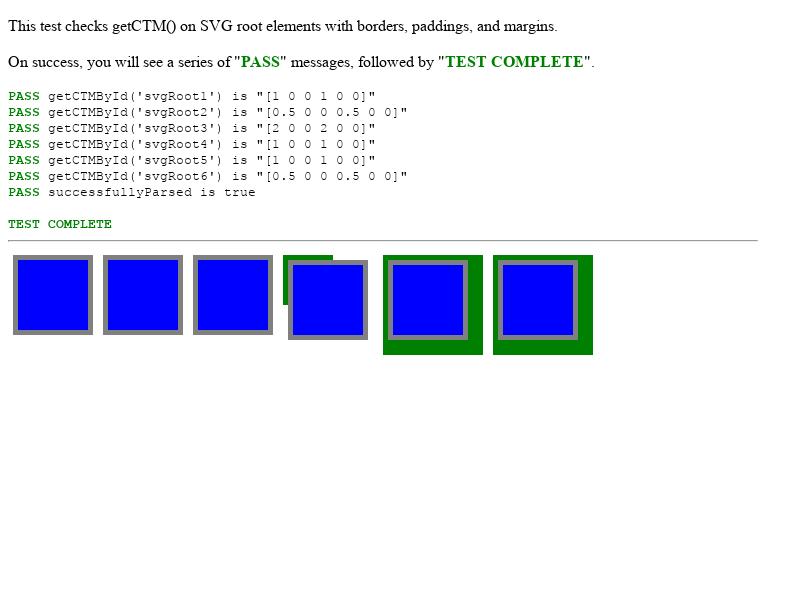 This test checks getCTM() on SVG root elements with borders, paddings, and margins.
On success, you will see a series of "PASS" messages, followed by "TEST COMPLETE".
PASS getCTMById('svgRoot1') is "[1 0 0 1 0 0]"
PASS getCTMById('svgRoot2') is "[0.5 0 0 0.5 0 0]"
PASS getCTMById('svgRoot3') is "[2 0 0 2 0 0]"
PASS getCTMById('svgRoot4') is "[1 0 0 1 0 0]"
PASS getCTMById('svgRoot5') is "[1 0 0 1 0 0]"
PASS getCTMById('svgRoot6') is "[0.5 0 0 0.5 0 0]"
PASS successfullyParsed is true
TEST COMPLETE